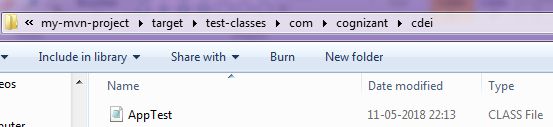 my-mvn-project target test-classes com cognizant cdei
Include in library Share with Burn New folder
Name Date modified Type
AppTest 11-05-2018 22:13 CLASS File